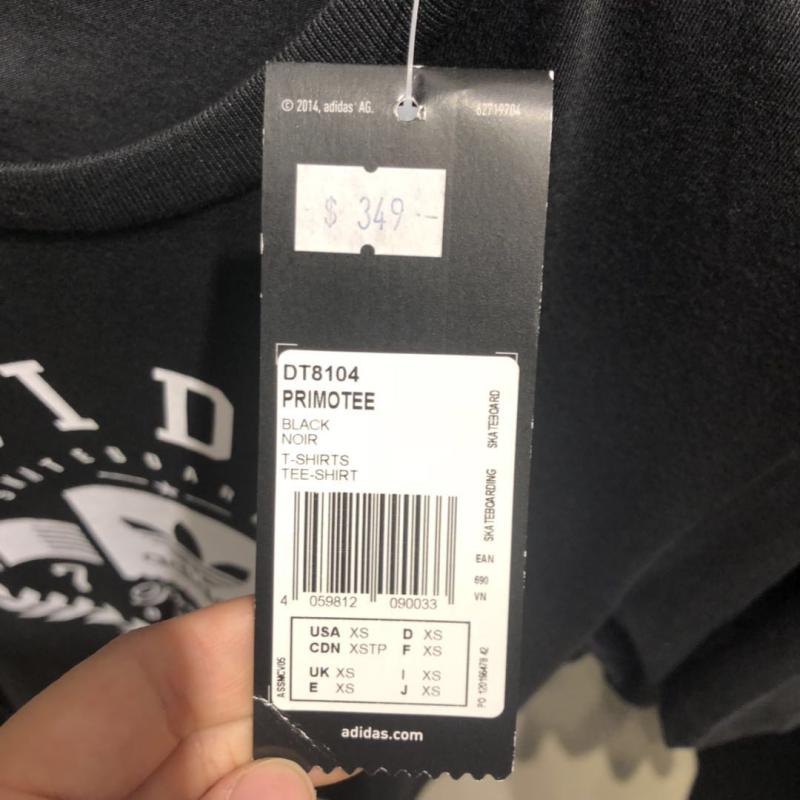 © 2014, adidas AG.
62719704
$ 349 -
DT8104
PRIMOTEE
BLACK
NOIR
T-SHIRTS
TEE-SHIRT
SKATEBOARDING SKATEBOARD
EAN
690
VN
4 059812 090033
USA XS D XS
CDN XSTP F XS
UK XS I XS
E XS J XS
ASSMCV05
adidas.com
I D